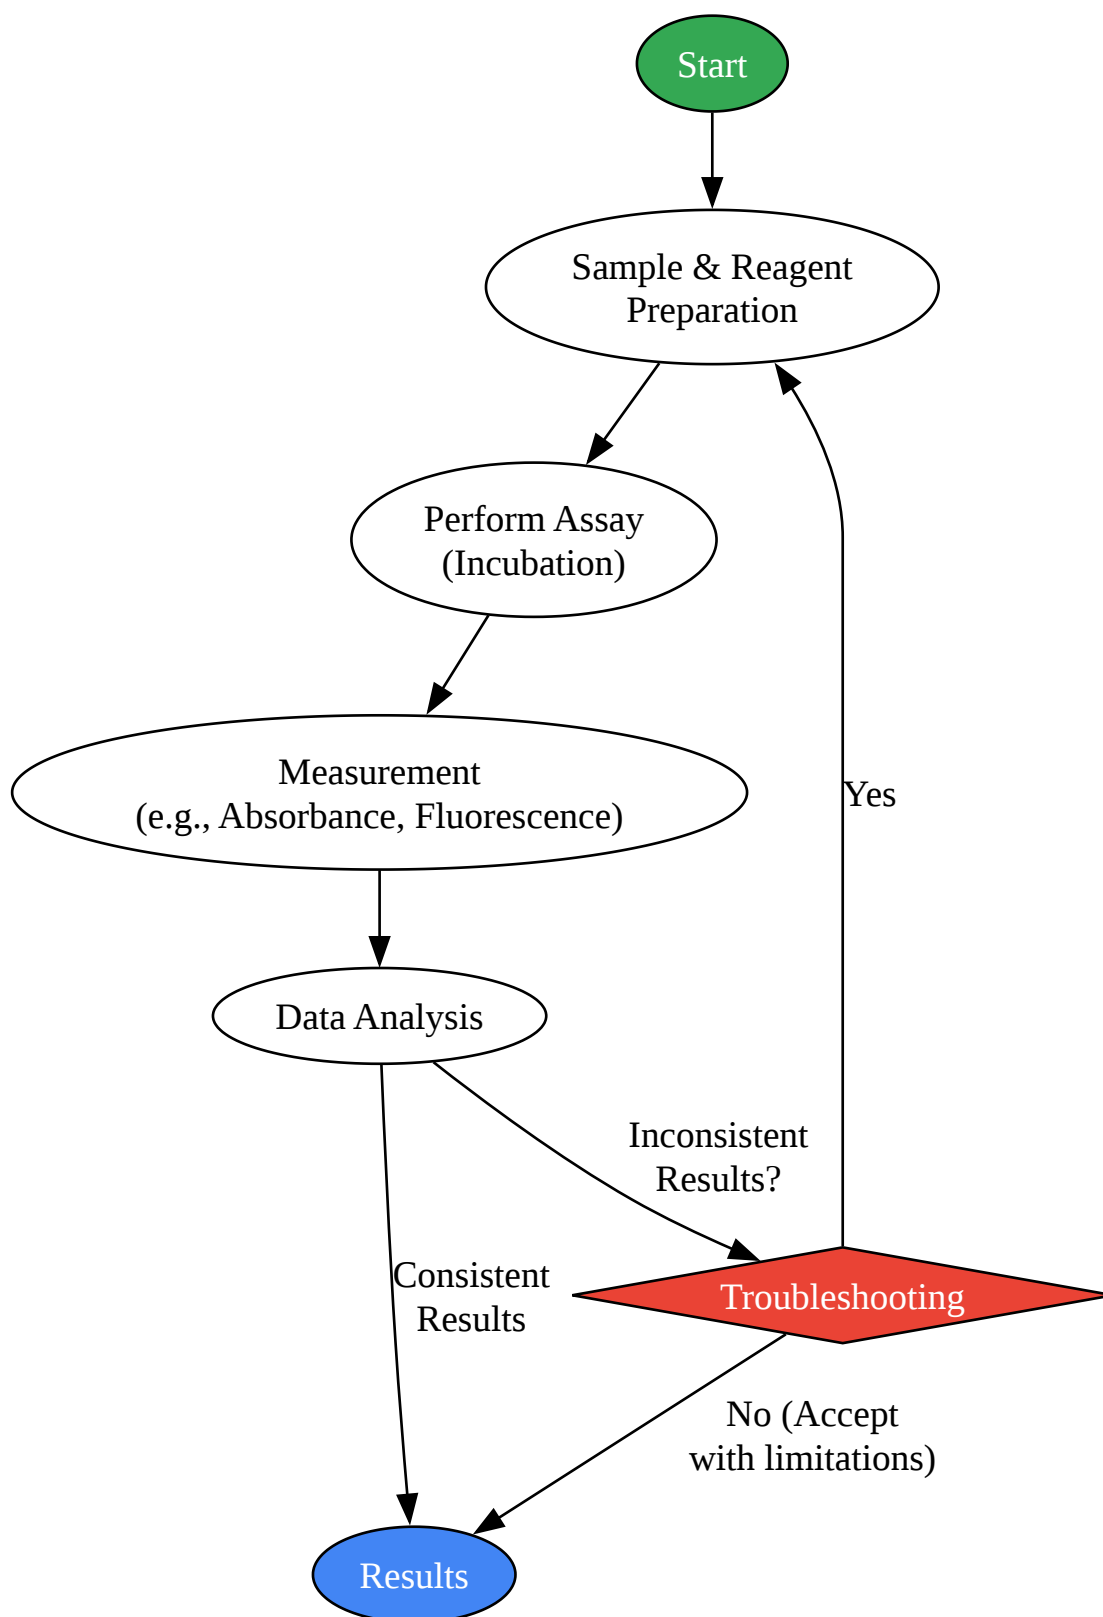 Start
Sample & Reagent
Preparation
Perform Assay
(Incubation)
Measurement
(e.g., Absorbance, Fluorescence)
Yes
Data Analysis
Inconsistent
Results?
Consistent
Results
Troubleshooting
No (Accept
with limitations)
Results